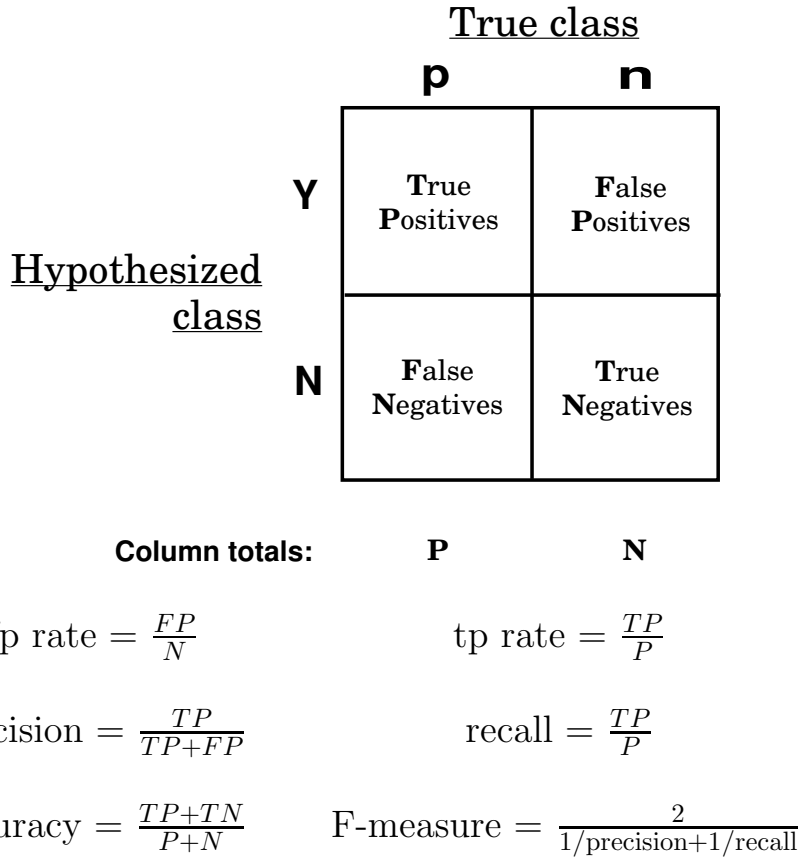 True class
p n
Y True Positives False Positives
Hypothesized class
N False Negatives True Negatives
Column totals: P N
p rate = FP/N tp rate = TP/P
cision = TP/(TP+FP) recall = TP/P
uracy = (TP+TN)/(P+N) F-measure = 2/(1/precision+1/recall)